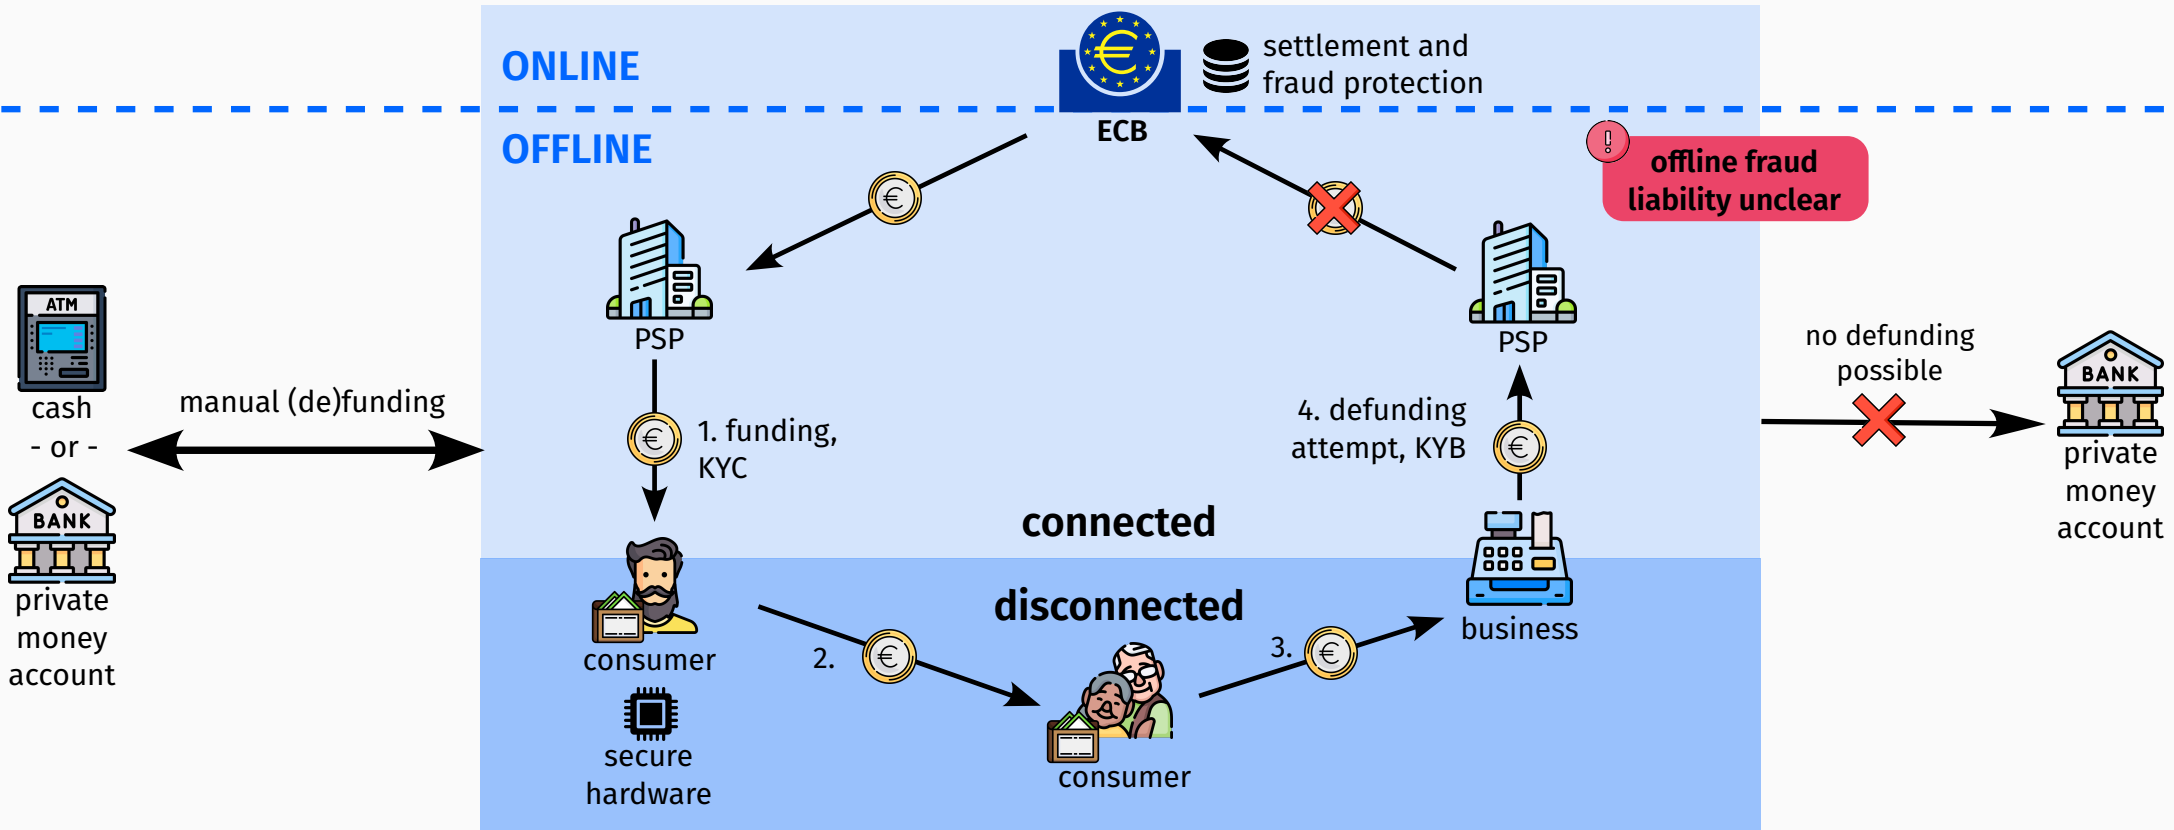 ONLINE
settlement and
fraud protection
OFFLINE
ECB
offline fraud
liability unclear
PSP
PSP
ATM
cash
- or -
BANK
private
money
account
manual (de)funding
1. funding,
KYC
4. defunding
attempt, KYB
no defunding
possible
BANK
private
money
account
connected
disconnected
consumer
secure
hardware
2.
consumer
3.
business